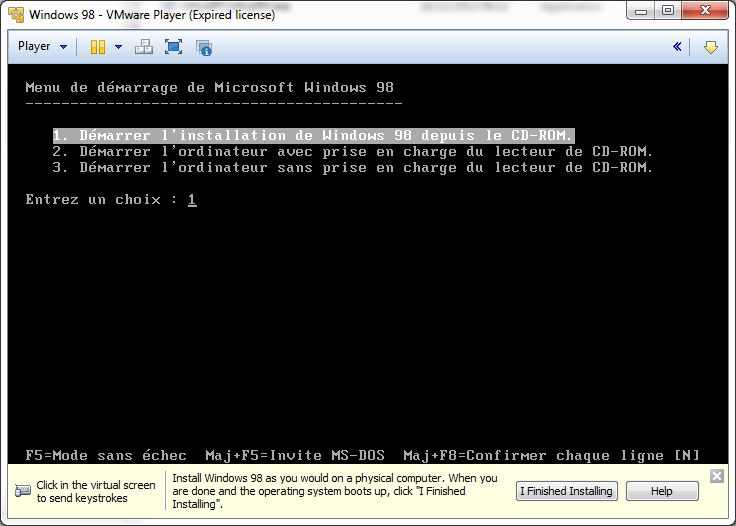 Windows 98 - VMware Player (Expired license)
Player
Menu de démarrage de Microsoft Windows 98
------------------------------------------
1. Démarrer l'installation de Windows 98 depuis le CD-ROM.
2. Démarrer l'ordinateur avec prise en charge du lecteur de CD-ROM.
3. Démarrer l'ordinateur sans prise en charge du lecteur de CD-ROM.
Entrez un choix : 1
F5=Mode sans échec Maj+F5=Invite MS-DOS Maj+F8=Confirmer chaque ligne [N]
Click in the virtual screen
to send keystrokes
Install Windows 98 as you would on a physical computer. When you
are done and the operating system boots up, click "I Finished
Installing".
I Finished Installing
Help